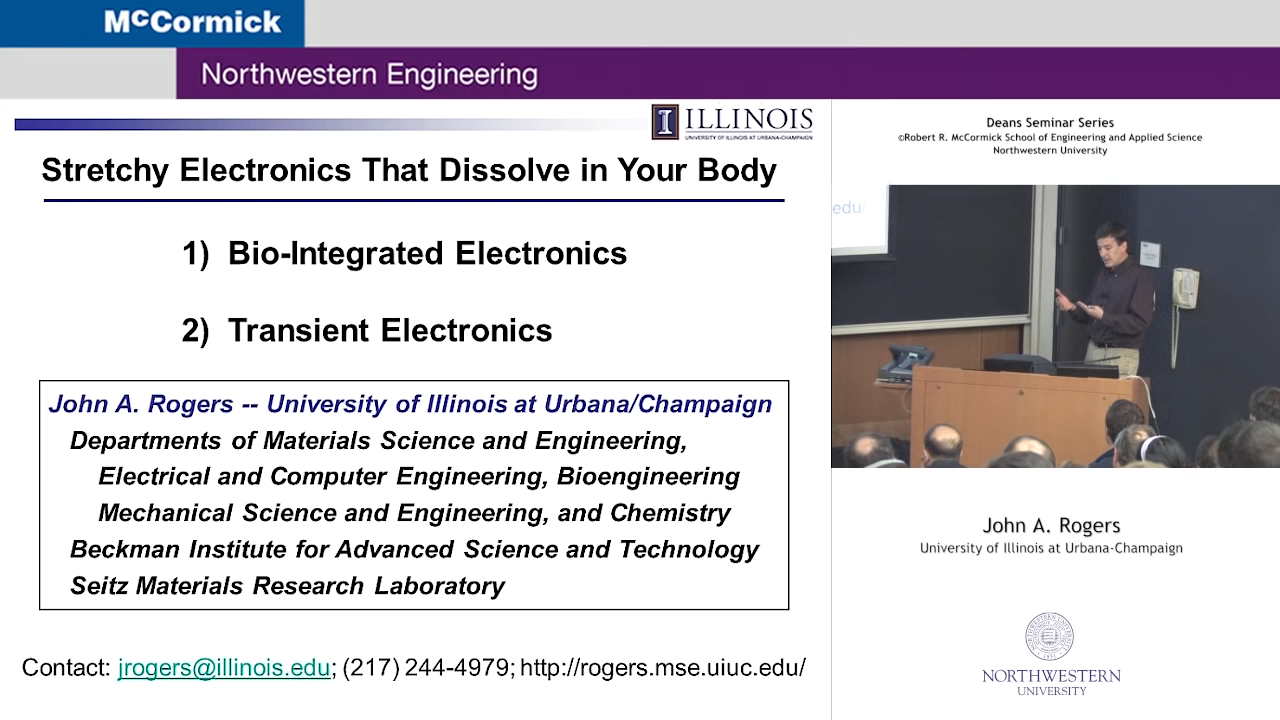 McCormick
Northwestern Engineering
ILLINOIS
UNIVERSITY OF ILLINOIS AT URBANA-CHAMPAIGN
Stretchy Electronics That Dissolve in Your Body
1) Bio-Integrated Electronics
2) Transient Electronics
John A. Rogers -- University of Illinois at Urbana/Champaign
Departments of Materials Science and Engineering,
Electrical and Computer Engineering, Bioengineering
Mechanical Science and Engineering, and Chemistry
Beckman Institute for Advanced Science and Technology
Seitz Materials Research Laboratory
Contact: jrogers@illinois.edu; (217) 244-4979; http://rogers.mse.uiuc.edu/
Deans Seminar Series
©Robert R. McCormick School of Engineering and Applied Science
Northwestern University
edu/
John A. Rogers
University of Illinois at Urbana-Champaign
NORTHWESTERN
UNIVERSITY